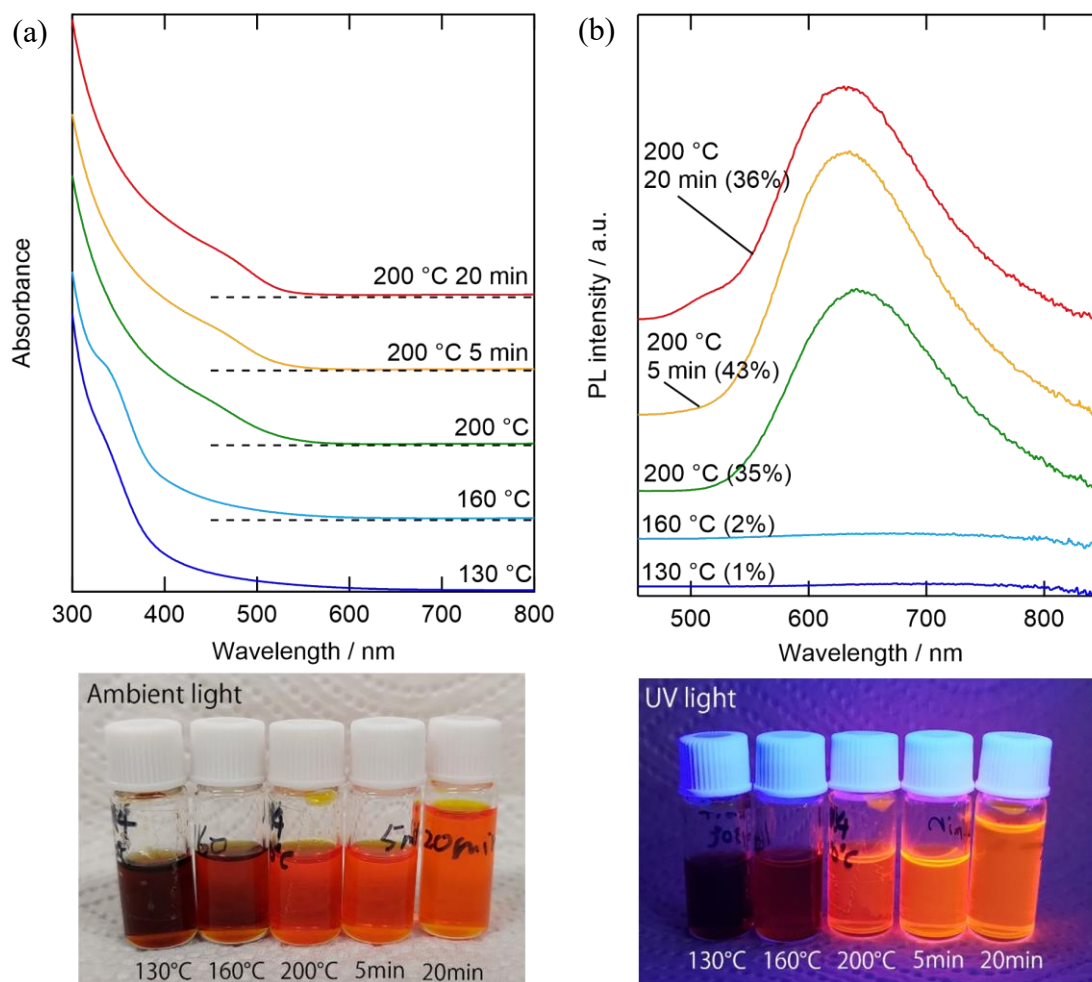 (a)
Absorbance
200 °C 20 min
200 °C 5 min
200 °C
160 °C
130 °C
300 400 500 600 700 800
Wavelength / nm
(b)
PL intensity / a.u.
200 °C
20 min (36%)
200 °C
5 min (43%)
200 °C (35%)
160 °C (2%)
130 °C (1%)
500 600 700 800
Wavelength / nm
Ambient light
60
20min
130°C 160°C 200°C 5min 20min
UV light
130°C 160°C 200°C 5min 20min